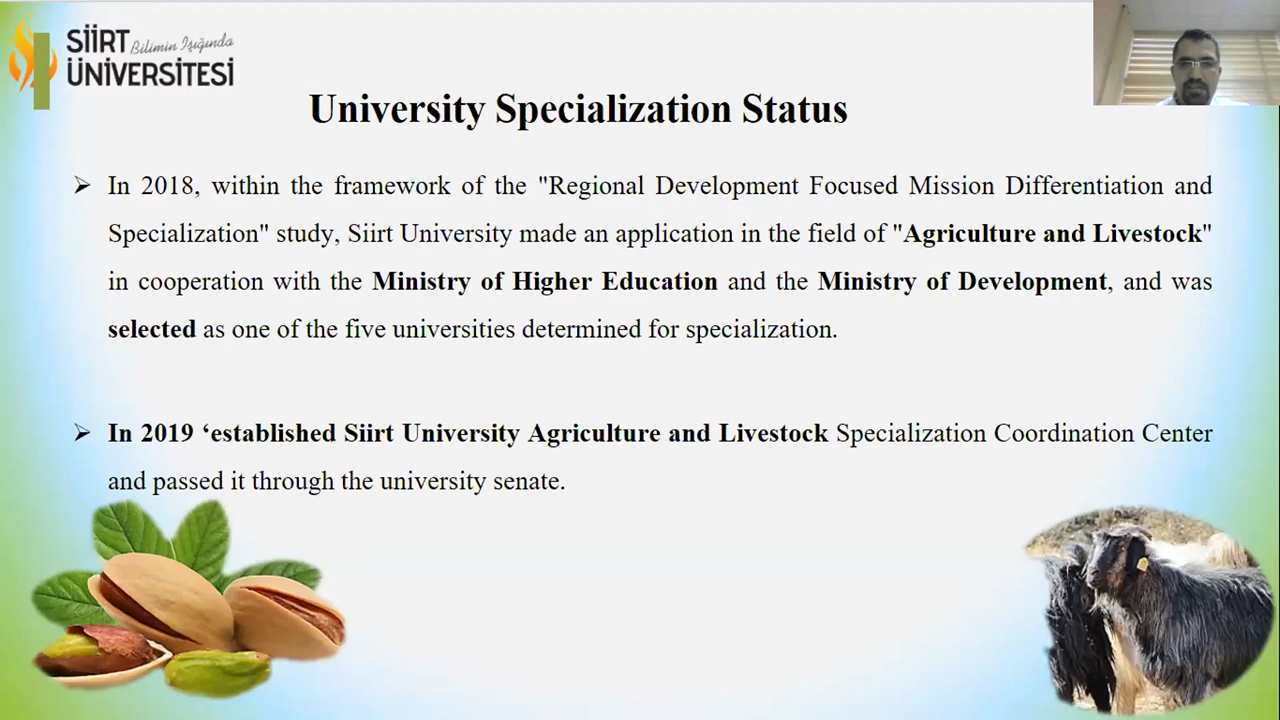 SİİRT Bilimin Işığında
ÜNİVERSİTESİ
University Specialization Status
➢ In 2018, within the framework of the "Regional Development Focused Mission Differentiation and
Specialization" study, Siirt University made an application in the field of "Agriculture and Livestock"
in cooperation with the Ministry of Higher Education and the Ministry of Development, and was
selected as one of the five universities determined for specialization.
➢ In 2019 ‘established Siirt University Agriculture and Livestock Specialization Coordination Center
and passed it through the university senate.